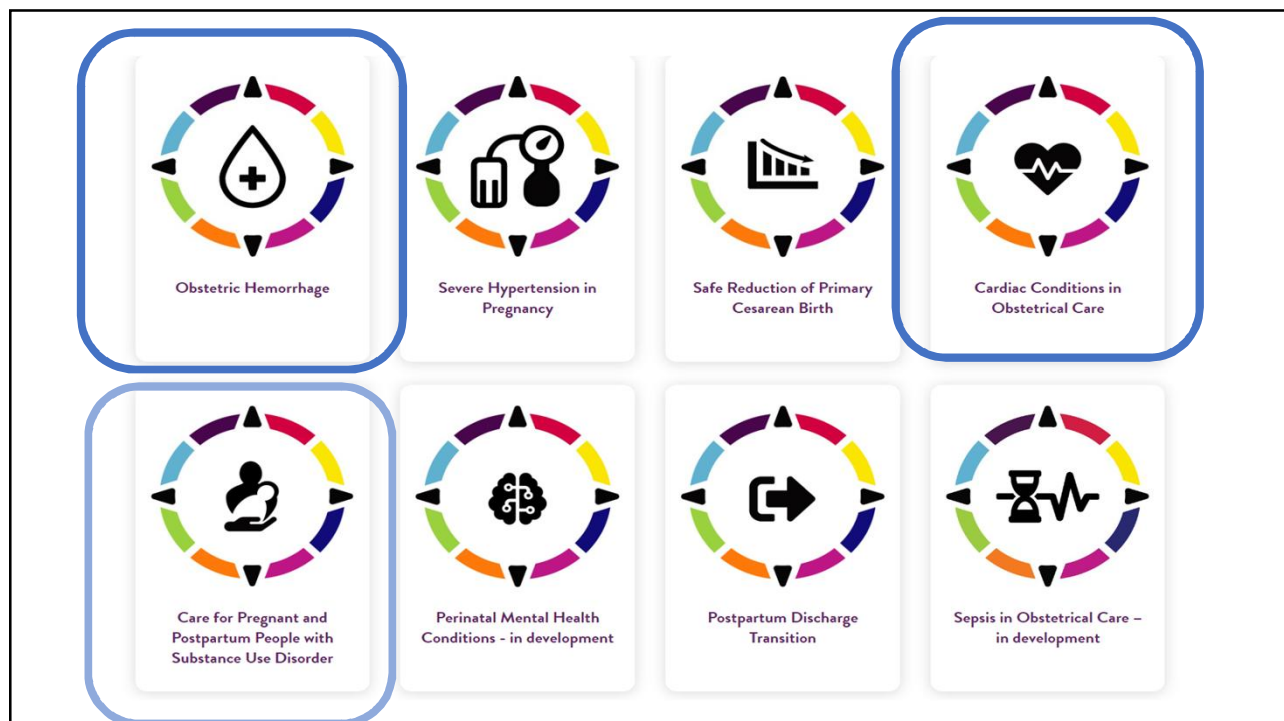 Obstetric Hemorrhage
Severe Hypertension in
Pregnancy
Safe Reduction of Primary
Cesarean Birth
Cardiac Conditions in
Obstetrical Care
Care for Pregnant and
Postpartum People with
Substance Use Disorder
Perinatal Mental Health
Conditions - in development
Postpartum Discharge
Transition
Sepsis in Obstetrical Care –
in development